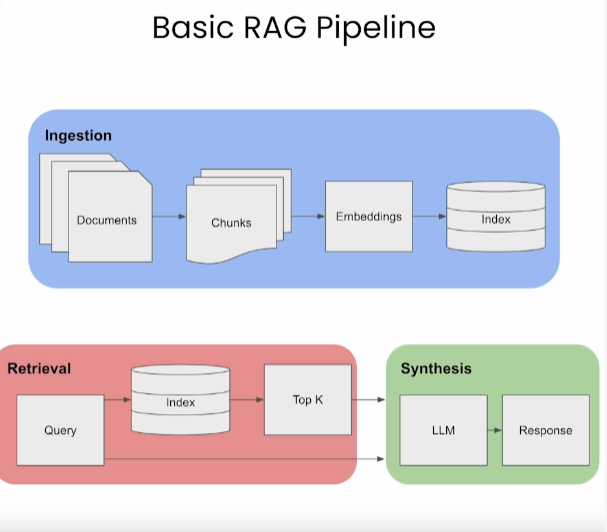 Basic RAG Pipeline
Ingestion
Documents
Chunks
Embeddings
Index
Retrieval
Query
Index
Top K
Synthesis
LLM
Response